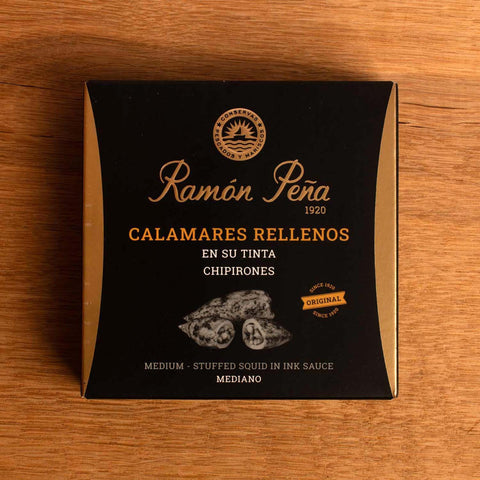 CONSERVAS
PESCADOS Y MARISCOS
Ramón Peña
1920
CALAMARES RELLENOS
EN SU TINTA
CHIPIRONES
SINCE 1920
ORIGINAL
SINCE 1920
MEDIUM - STUFFED SQUID IN INK SAUCE
MEDIANO